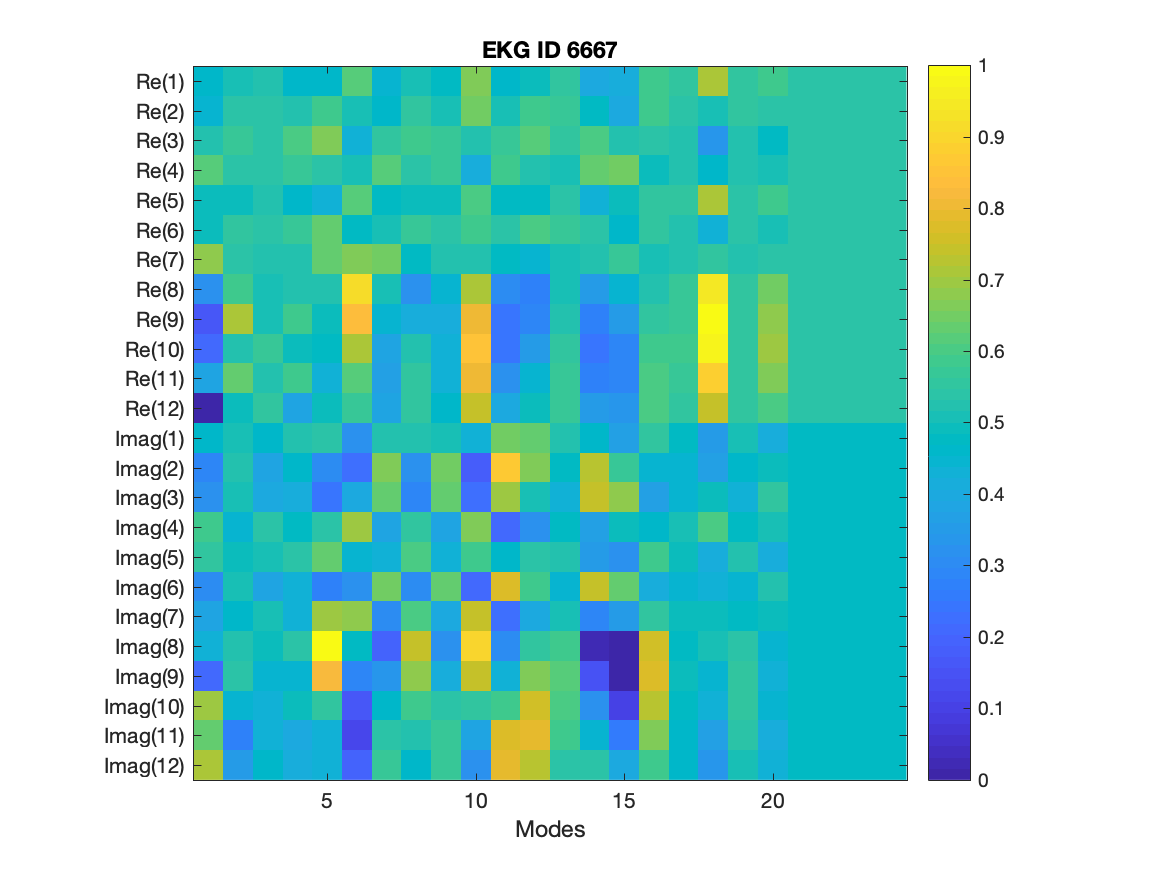 EKG ID 6667
Re(1)
Re(2)
Re(3)
Re(4)
Re(5)
Re(6)
Re(7)
Re(8)
Re(9)
Re(10)
Re(11)
Re(12)
Imag(1)
Imag(2)
Imag(3)
Imag(4)
Imag(5)
Imag(6)
Imag(7)
Imag(8)
Imag(9)
Imag(10)
Imag(11)
Imag(12)
5 10 15 20
Modes
1
0.9
0.8
0.7
0.6
0.5
0.4
0.3
0.2
0.1
0